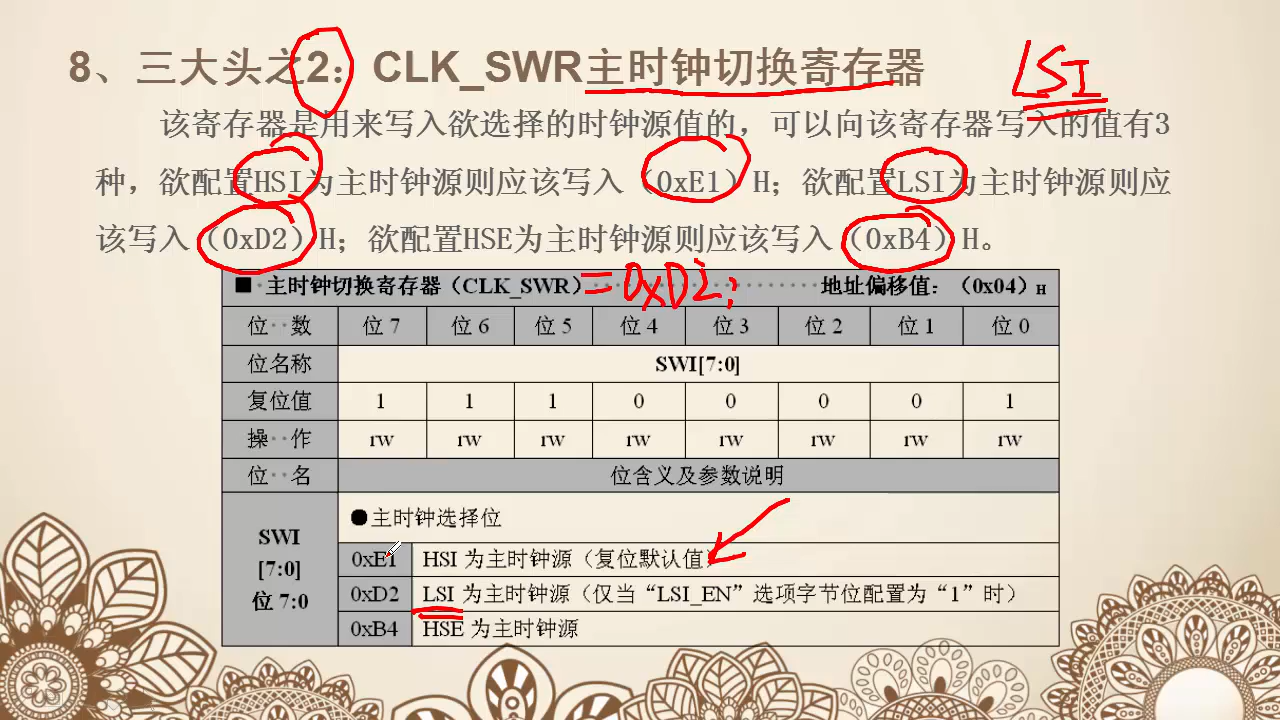 8、三大头之2：CLK_SWR主时钟切换寄存器
LSI
该寄存器是用来写入欲选择的时钟源值的，可以向该寄存器写入的值有3
种，欲配置HSI为主时钟源则应该写入（0xE1）H；欲配置LSI为主时钟源则应
该写入（0xD2）H；欲配置HSE为主时钟源则应该写入（0xB4）H。
■·主时钟切换寄存器（CLK_SWR） 地址偏移值：（0x04）H
=0xD2;
位··数 位 7 位 6 位 5 位 4 位 3 位 2 位 1 位 0
位名称 SWI[7:0]
复位值 1 1 1 0 0 0 0 1
操··作 rw rw rw rw rw rw rw rw
位··名 位含义及参数说明
SWI
[7:0]
位 7:0
●主时钟选择位
0xE1 HSI 为主时钟源（复位默认值）
0xD2 LSI 为主时钟源（仅当“LSI_EN”选项字节位配置为“1”时）
0xB4 HSE 为主时钟源